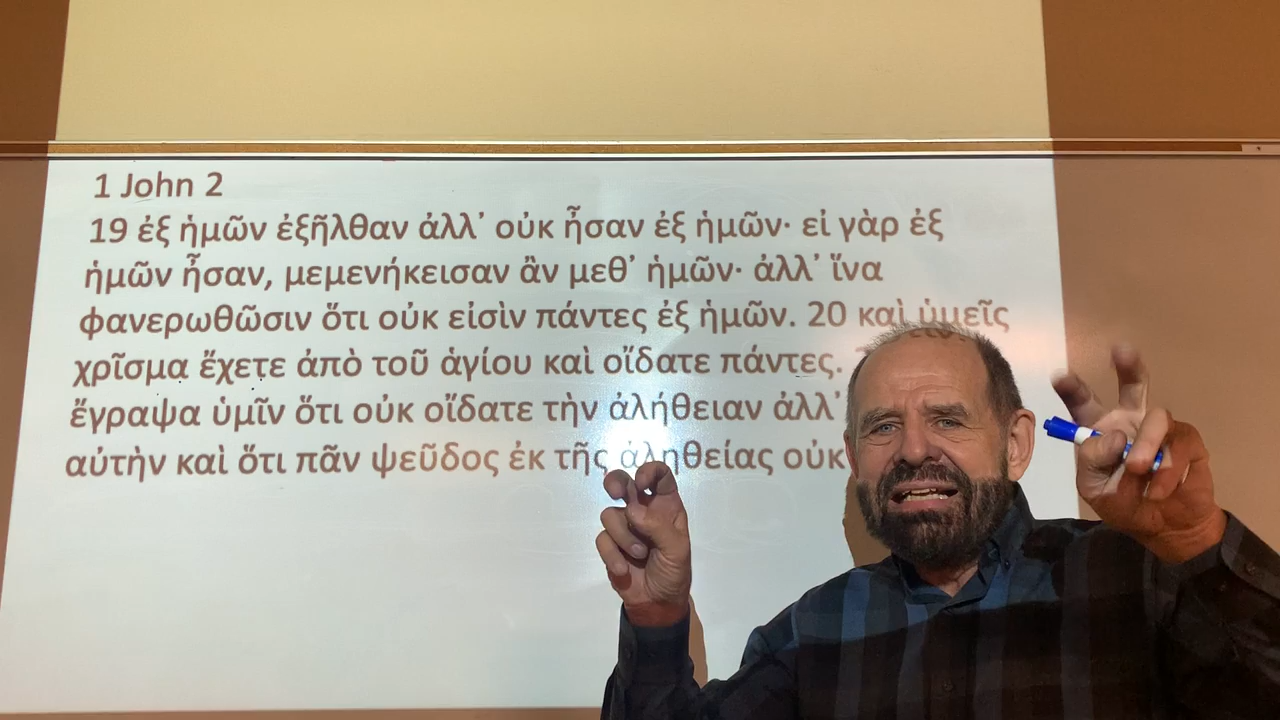 1 John 2
19 ἐξ ἡμῶν ἐξῆλθαν ἀλλ᾽ οὐκ ἦσαν ἐξ ἡμῶν· εἰ γὰρ ἐξ
ἡμῶν ἦσαν, μεμενήκεισαν ἂν μεθ᾽ ἡμῶν· ἀλλ᾽ ἵνα
φανερωθῶσιν ὅτι οὐκ εἰσὶν πάντες ἐξ ἡμῶν. 20 καὶ ὑμεῖς
χρῖσμα ἔχετε ἀπὸ τοῦ ἁγίου καὶ οἴδατε πάντες.
ἔγραψα ὑμῖν ὅτι οὐκ οἴδατε τὴν ἀλήθειαν ἀλλ᾽
αὐτὴν καὶ ὅτι πᾶν ψεῦδος ἐκ τῆς ἀληθείας οὐκ